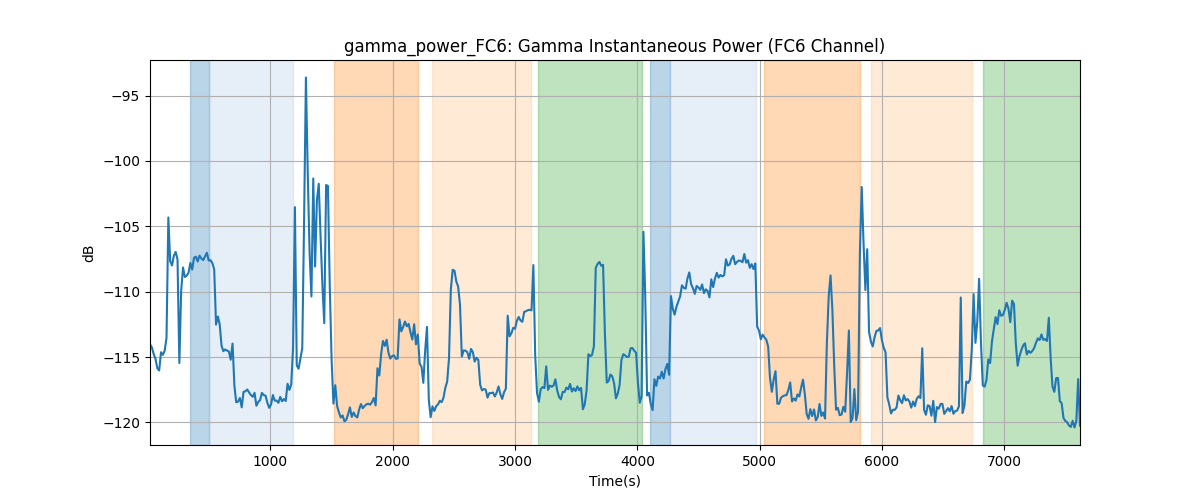 gamma_power_FC6: Gamma Instantaneous Power (FC6 Channel)
−95
−100
−105
−110
−115
−120
dB
1000 2000 3000 4000 5000 6000 7000
Time(s)